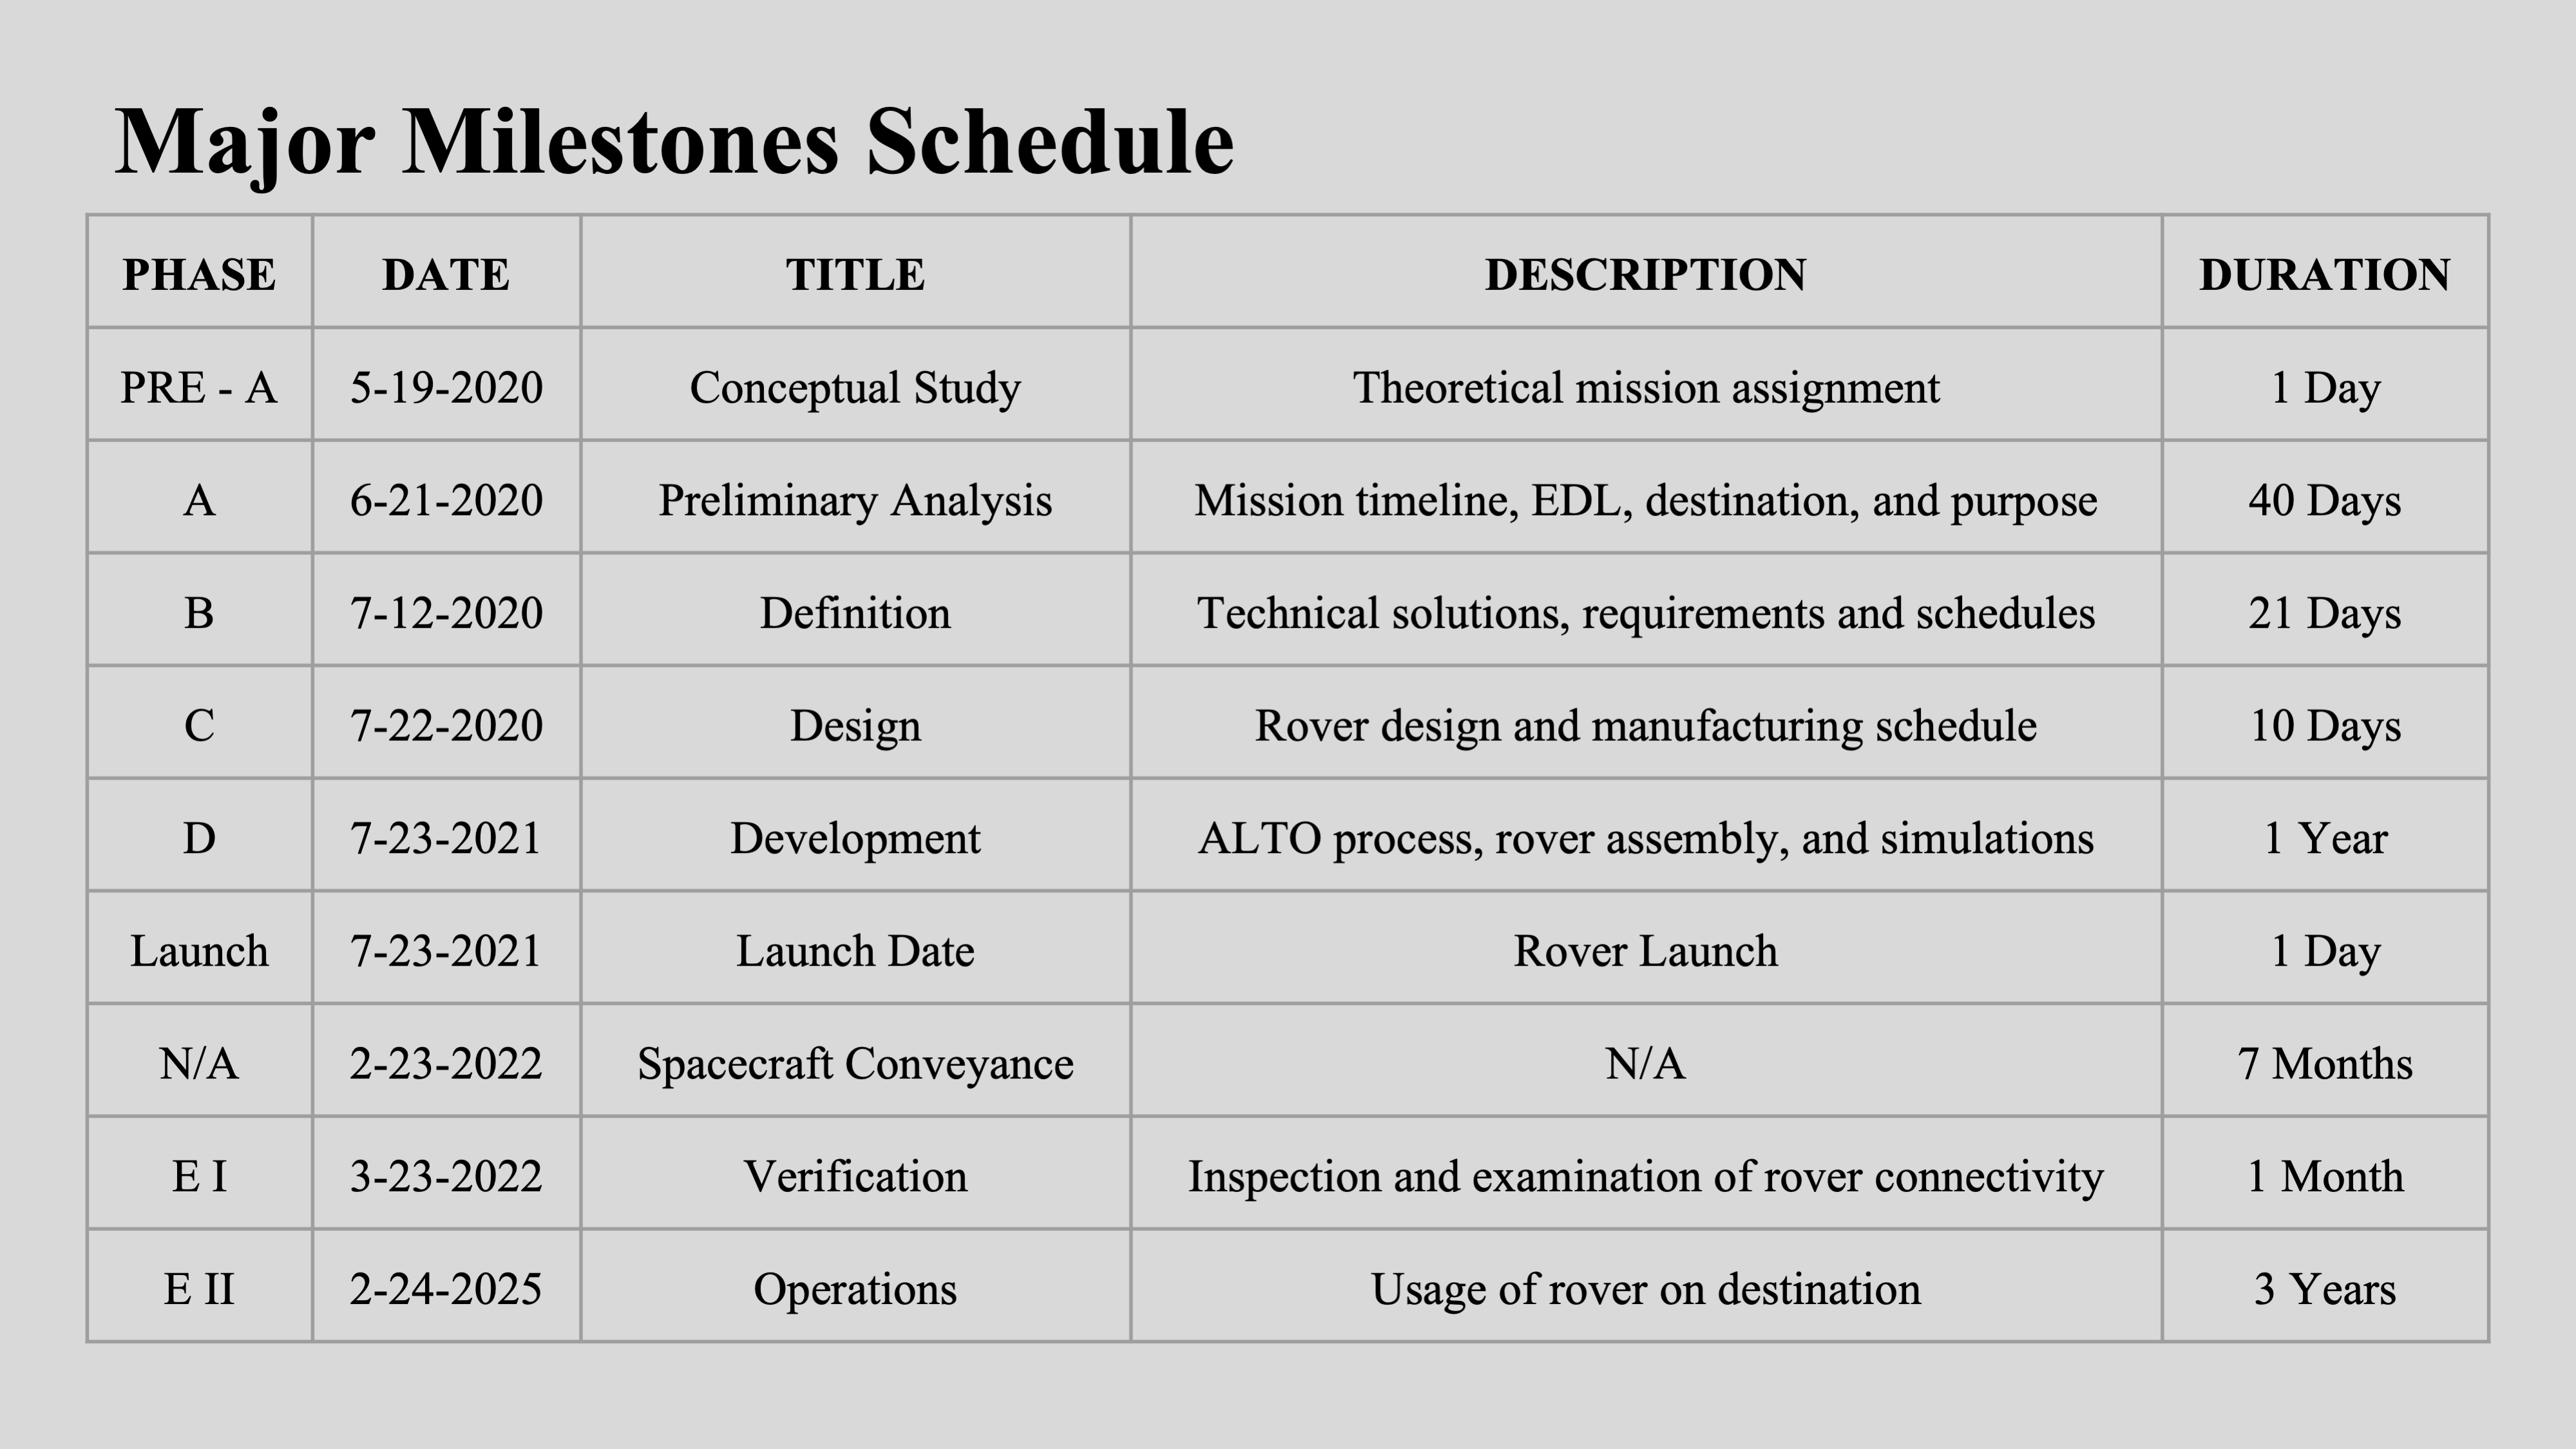 Major Milestones Schedule
PHASE DATE TITLE DESCRIPTION DURATION
PRE - A 5-19-2020 Conceptual Study Theoretical mission assignment 1 Day
A 6-21-2020 Preliminary Analysis Mission timeline, EDL, destination, and purpose 40 Days
B 7-12-2020 Definition Technical solutions, requirements and schedules 21 Days
C 7-22-2020 Design Rover design and manufacturing schedule 10 Days
D 7-23-2021 Development ALTO process, rover assembly, and simulations 1 Year
Launch 7-23-2021 Launch Date Rover Launch 1 Day
N/A 2-23-2022 Spacecraft Conveyance N/A 7 Months
E I 3-23-2022 Verification Inspection and examination of rover connectivity 1 Month
E II 2-24-2025 Operations Usage of rover on destination 3 Years